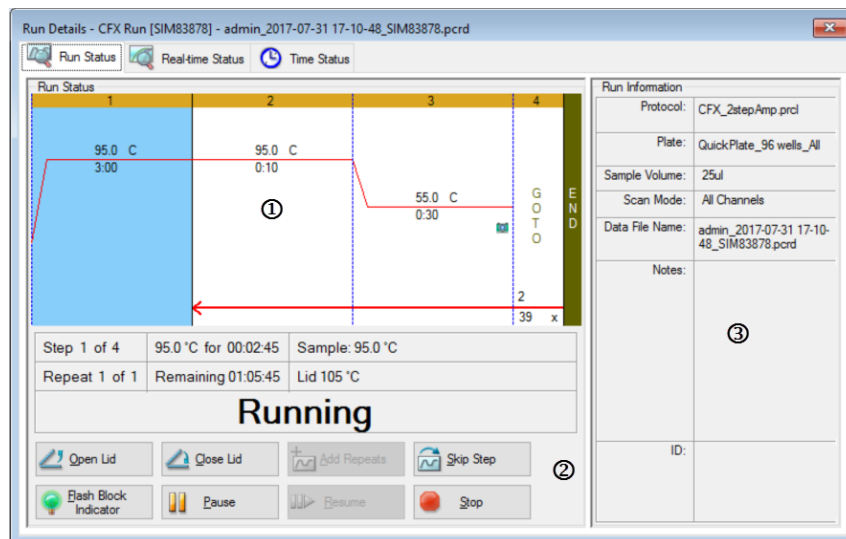 Run Details - CFX Run [SIM83878] - admin_2017-07-31 17-10-48_SIM83878.pcrd
Run Status Real-time Status Time Status
Run Status
1 2 3 4
95.0 C
3:00
95.0 C
0:10
①
55.0 C
0:30
GOTO
END
2
39 x
Step 1 of 4 95.0 °C for 00:02:45 Sample: 95.0 °C
Repeat 1 of 1 Remaining 01:05:45 Lid 105 °C
Running
Open Lid Close Lid Add Repeats Skip Step
②
Flash Block
Indicator
Pause Resume Stop
Run Information
Protocol: CFX_2stepAmp.prcl
Plate: QuickPlate_96 wells_All
Sample Volume: 25ul
Scan Mode: All Channels
Data File Name: admin_2017-07-31 17-10-
48_SIM83878.pcrd
Notes:
③
ID: